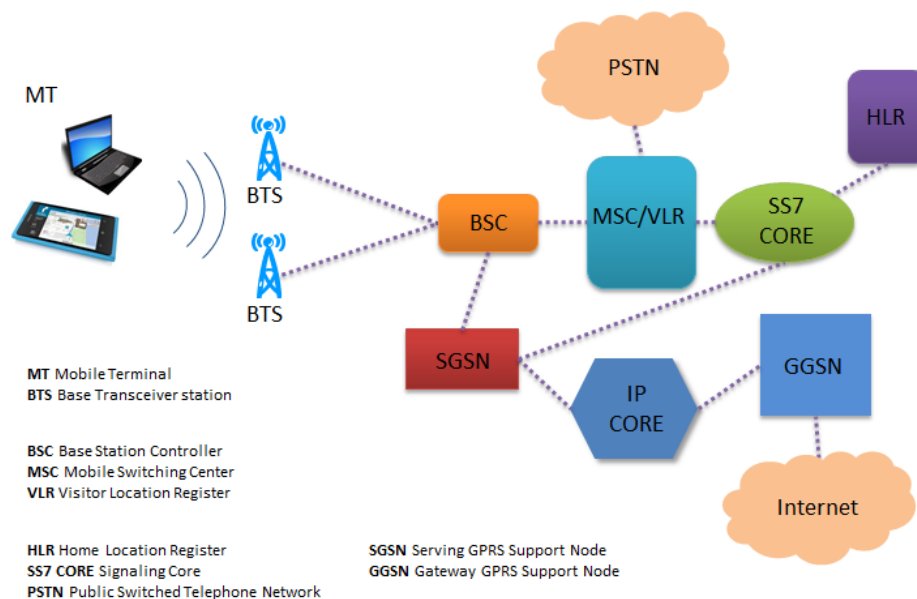 PSTN
MT
HLR
BTS
BSC
MSC/VLR
SS7
CORE
BTS
SGSN
IP
CORE
GGSN
Internet
MT Mobile Terminal
BTS Base Transceiver station
BSC Base Station Controller
MSC Mobile Switching Center
VLR Visitor Location Register
HLR Home Location Register
SS7 CORE Signaling Core
PSTN Public Switched Telephone Network
SGSN Serving GPRS Support Node
GGSN Gateway GPRS Support Node